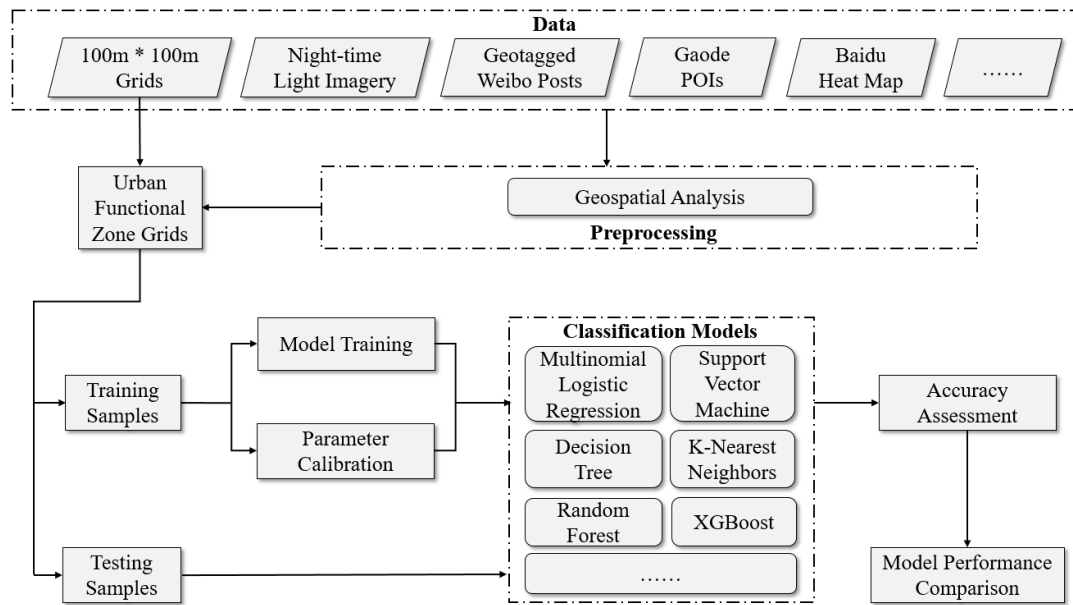 Data
100m * 100m
Grids
Night-time
Light Imagery
Geotagged
Weibo Posts
Gaode
POIs
Baidu
Heat Map
……
Urban
Functional
Zone Grids
Geospatial Analysis
Preprocessing
Training
Samples
Model Training
Parameter
Calibration
Classification Models
Multinomial
Logistic
Regression
Support
Vector
Machine
Decision
Tree
K-Nearest
Neighbors
Random
Forest
XGBoost
……
Accuracy
Assessment
Testing
Samples
Model Performance
Comparison